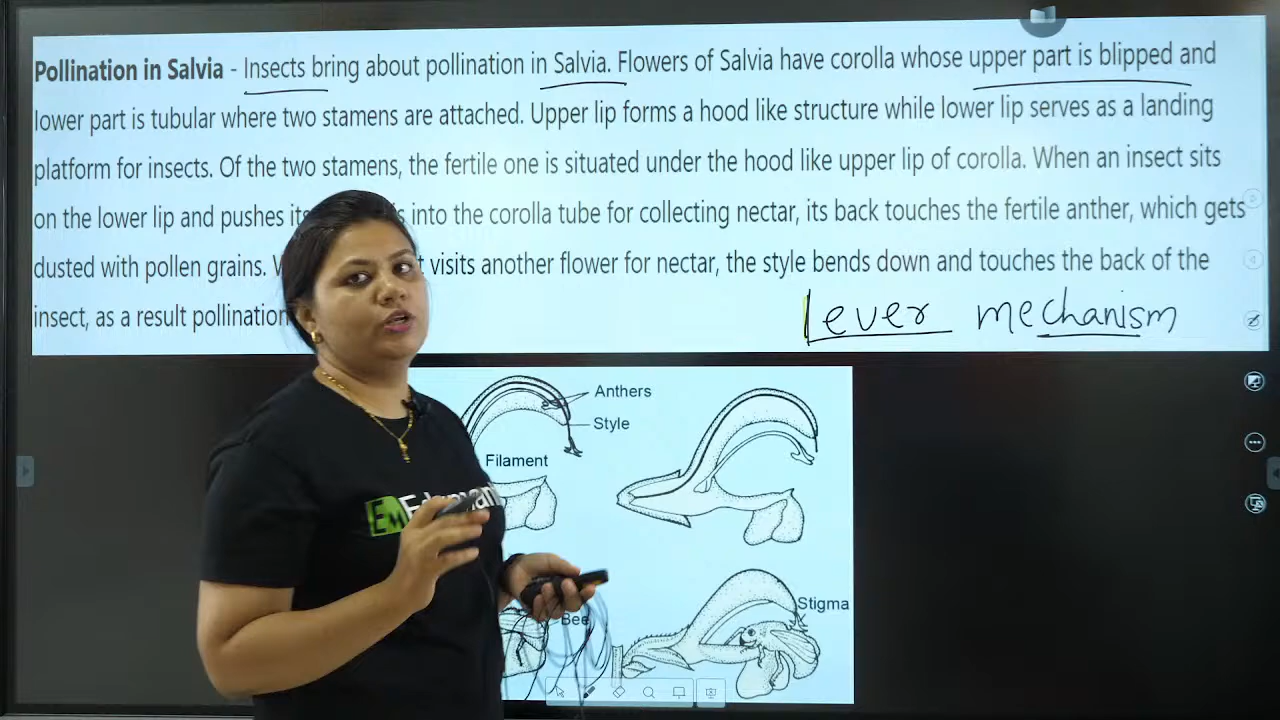 Pollination in Salvia - Insects bring about pollination in Salvia. Flowers of Salvia have corolla whose upper part is blipped and
lower part is tubular where two stamens are attached. Upper lip forms a hood like structure while lower lip serves as a landing
platform for insects. Of the two stamens, the fertile one is situated under the hood like upper lip of corolla. When an insect sits
on the lower lip and pushes into the corolla tube for collecting nectar, its back touches the fertile anther, which gets
dusted with pollen grains. visits another flower for nectar, the style bends down and touches the back of the
insect, as a result pollination
Lever mechanism
Anthers
Style
Filament
Stigma
Bee